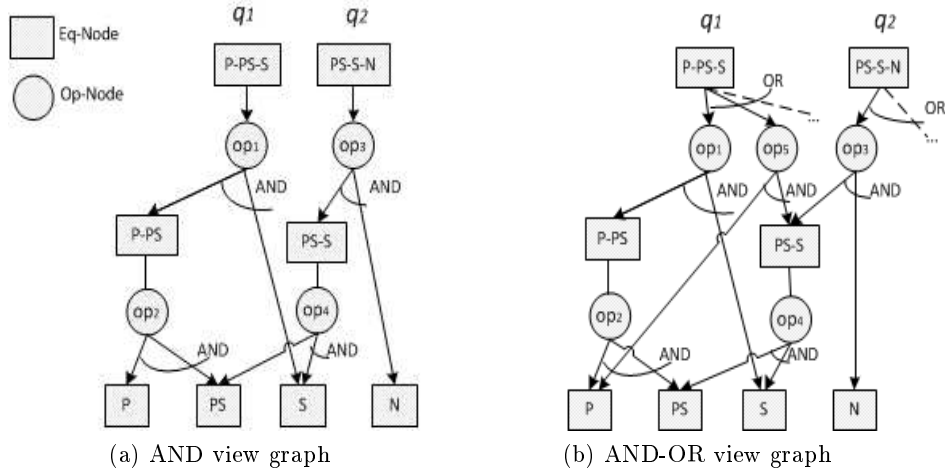 q1 q2
Eq-Node
P-PS-S PS-S-N
Op-Node
op1 op3
AND AND
P-PS PS-S
op2 op4
AND AND
P PS S N
(a) AND view graph
q1 q2
P-PS-S PS-S-N
OR OR
... ...
op1 op5 op3
AND AND AND
P-PS PS-S
op2 op4
AND AND
P PS S N
(b) AND-OR view graph